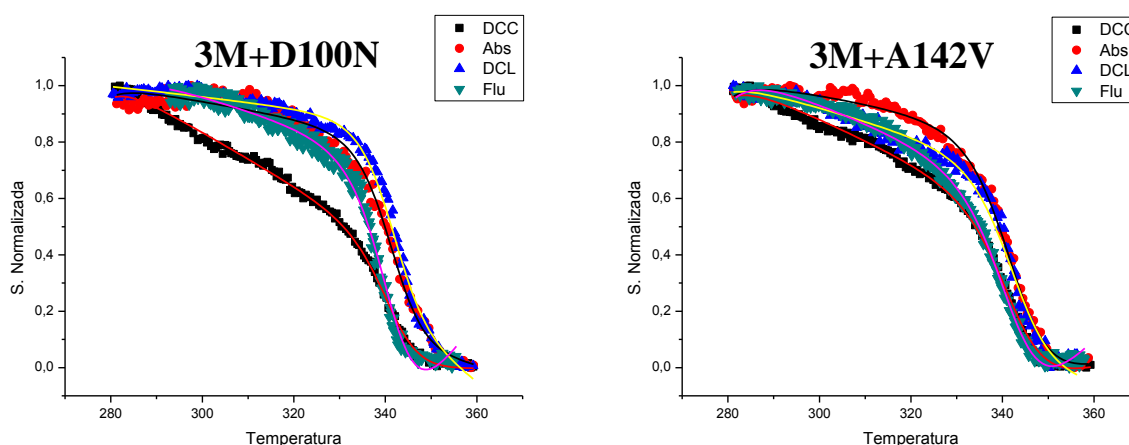 3M+D100N
DCC
Abs
DCL
Flu
1,0
0,8
0,6
0,4
0,2
0,0
S. Normalizada
280
300
320
340
360
Temperatura
3M+A142V
DCC
Abs
DCL
Flu
1,0
0,8
0,6
0,4
0,2
0,0
S. Normalizada
280
300
320
340
360
Temperatura